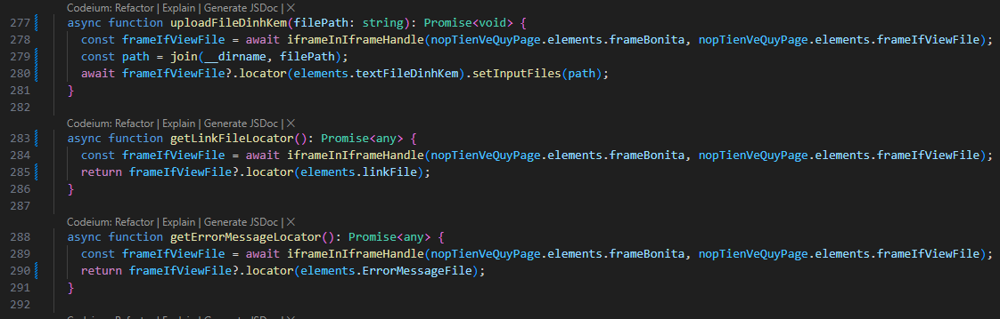 Codeium: Refactor | Explain | Generate JSDoc | X
277 async function uploadFileDinhKem(filePath: string): Promise<void> {
278 const frameIfViewFile = await iframeInIframeHandle(nopTienVeQuyPage.elements.frameBonita, nopTienVeQuyPage.elements.frameIfViewFile);
279 const path = join(__dirname, filePath);
280 await frameIfViewFile?.locator(elements.textFileDinhKem).setInputFiles(path);
281 }
282
Codeium: Refactor | Explain | Generate JSDoc | X
283 async function getLinkFileLocator(): Promise<any> {
284 const frameIfViewFile = await iframeInIframeHandle(nopTienVeQuyPage.elements.frameBonita, nopTienVeQuyPage.elements.frameIfViewFile);
285 return frameIfViewFile?.locator(elements.linkFile);
286 }
287
Codeium: Refactor | Explain | Generate JSDoc | X
288 async function getErrorMessageLocator(): Promise<any> {
289 const frameIfViewFile = await iframeInIframeHandle(nopTienVeQuyPage.elements.frameBonita, nopTienVeQuyPage.elements.frameIfViewFile);
290 return frameIfViewFile?.locator(elements.ErrorMessageFile);
291 }
292
Codeium: Refactor | Explain | Generate JSDoc | X